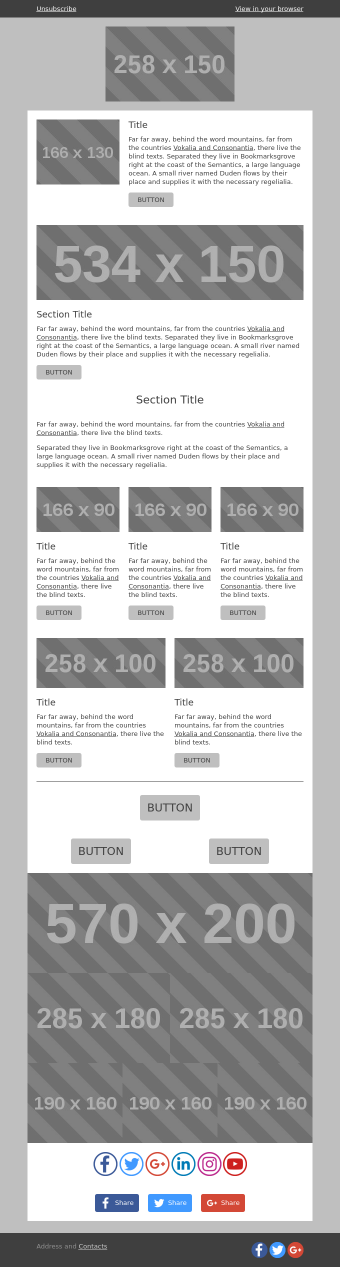 Unsubscribe
View in your browser
258 x 150
166 x 130
Title
Far far away, behind the word mountains, far from
the countries Vokalia and Consonantia, there live the
blind texts. Separated they live in Bookmarksgrove
right at the coast of the Semantics, a large language
ocean. A small river named Duden flows by their
place and supplies it with the necessary regelialia.
BUTTON
534 x 150
Section Title
Far far away, behind the word mountains, far from the countries Vokalia and
Consonantia, there live the blind texts. Separated they live in Bookmarksgrove
right at the coast of the Semantics, a large language ocean. A small river named
Duden flows by their place and supplies it with the necessary regelialia.
BUTTON
Section Title
Far far away, behind the word mountains, far from the countries Vokalia and
Consonantia, there live the blind texts.
Separated they live in Bookmarksgrove right at the coast of the Semantics, a
large language ocean. A small river named Duden flows by their place and
supplies it with the necessary regelialia.
166 x 90
Title
Far far away, behind the
word mountains, far from
the countries Vokalia and
Consonantia, there live
the blind texts.
BUTTON
166 x 90
Title
Far far away, behind the
word mountains, far from
the countries Vokalia and
Consonantia, there live
the blind texts.
BUTTON
166 x 90
Title
Far far away, behind the
word mountains, far from
the countries Vokalia and
Consonantia, there live
the blind texts.
BUTTON
258 x 100
Title
Far far away, behind the word
mountains, far from the countries
Vokalia and Consonantia, there live the
blind texts.
BUTTON
258 x 100
Title
Far far away, behind the word
mountains, far from the countries
Vokalia and Consonantia, there live the
blind texts.
BUTTON
BUTTON
BUTTON
BUTTON
570 x 200
285 x 180
285 x 180
190 x 160
190 x 160
190 x 160
Share
Share
Share
Address and Contacts